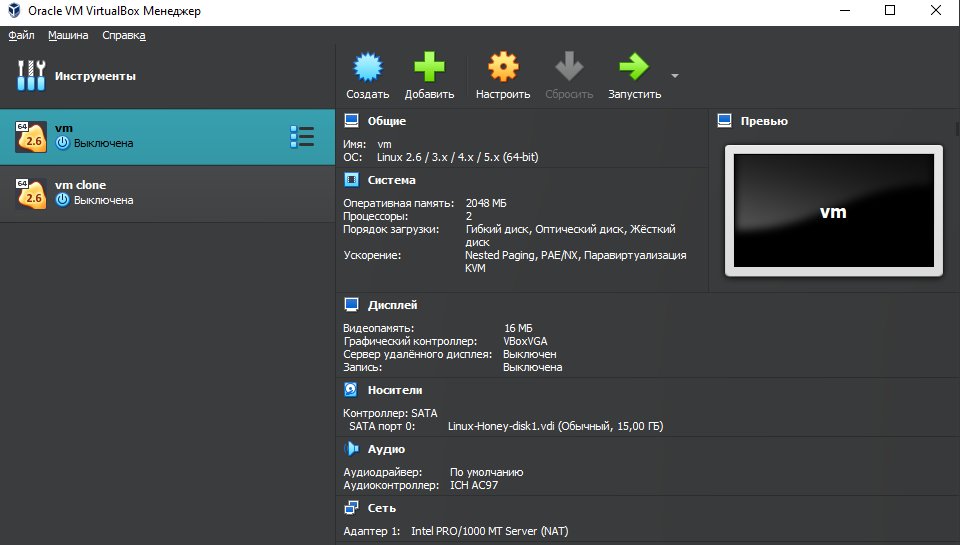 Oracle VM VirtualBox Менеджер
Файл Машина Справка
Инструменты
Создать Добавить Настроить Сбросить Запустить
64
2.6
vm
Выключена
64
2.6
vm clone
Выключена
Общие
Имя: vm
ОС: Linux 2.6 / 3.x / 4.x / 5.x (64-bit)
Система
Оперативная память: 2048 МБ
Процессоры: 2
Порядок загрузки: Гибкий диск, Оптический диск, Жёсткий
диск
Ускорение: Nested Paging, PAE/NX, Паравиртуализация
KVM
Превью
vm
Дисплей
Видеопамять: 16 МБ
Графический контроллер: VBoxVGA
Сервер удалённого дисплея: Выключен
Запись: Выключена
Носители
Контроллер: SATA
SATA порт 0: Linux-Honey-disk1.vdi (Обычный, 15,00 ГБ)
Аудио
Аудиодрайвер: По умолчанию
Аудиоконтроллер: ICH AC97
Сеть
Адаптер 1: Intel PRO/1000 MT Server (NAT)